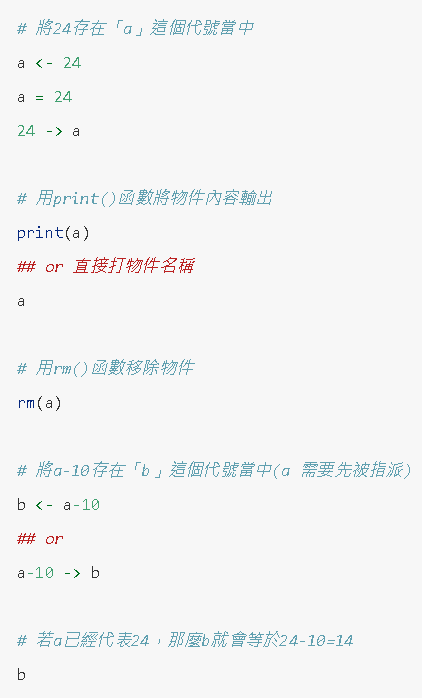 # 將24存在「a」這個代號當中
a <- 24
a = 24
24 -> a
# 用print()函數將物件內容輸出
print(a)
## or 直接打物件名稱
a
# 用rm()函數移除物件
rm(a)
# 將a-10存在「b」這個代號當中(a 需要先被指派)
b <- a-10
## or
a-10 -> b
# 若a已經代表24，那麼b就會等於24-10=14
b